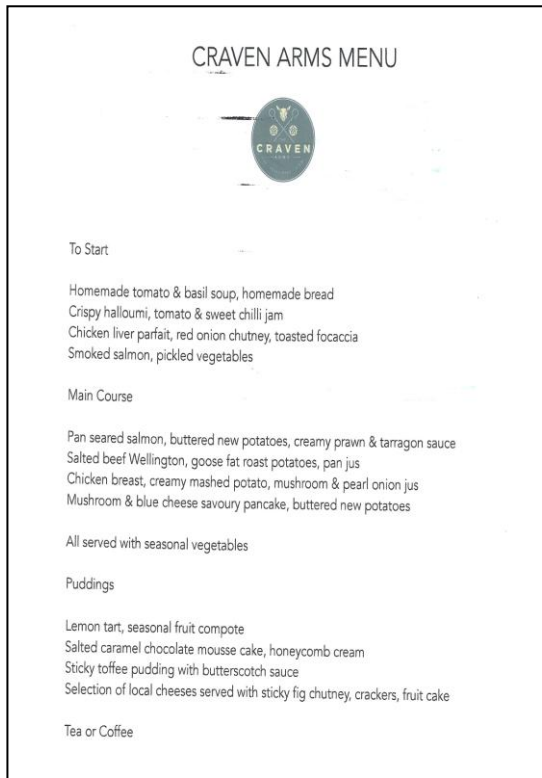 CRAVEN ARMS MENU
CRAVEN
ARMS
To Start
Homemade tomato & basil soup, homemade bread
Crispy halloumi, tomato & sweet chilli jam
Chicken liver parfait, red onion chutney, toasted focaccia
Smoked salmon, pickled vegetables
Main Course
Pan seared salmon, buttered new potatoes, creamy prawn & tarragon sauce
Salted beef Wellington, goose fat roast potatoes, pan jus
Chicken breast, creamy mashed potato, mushroom & pearl onion jus
Mushroom & blue cheese savoury pancake, buttered new potatoes
All served with seasonal vegetables
Puddings
Lemon tart, seasonal fruit compote
Salted caramel chocolate mousse cake, honeycomb cream
Sticky toffee pudding with butterscotch sauce
Selection of local cheeses served with sticky fig chutney, crackers, fruit cake
Tea or Coffee